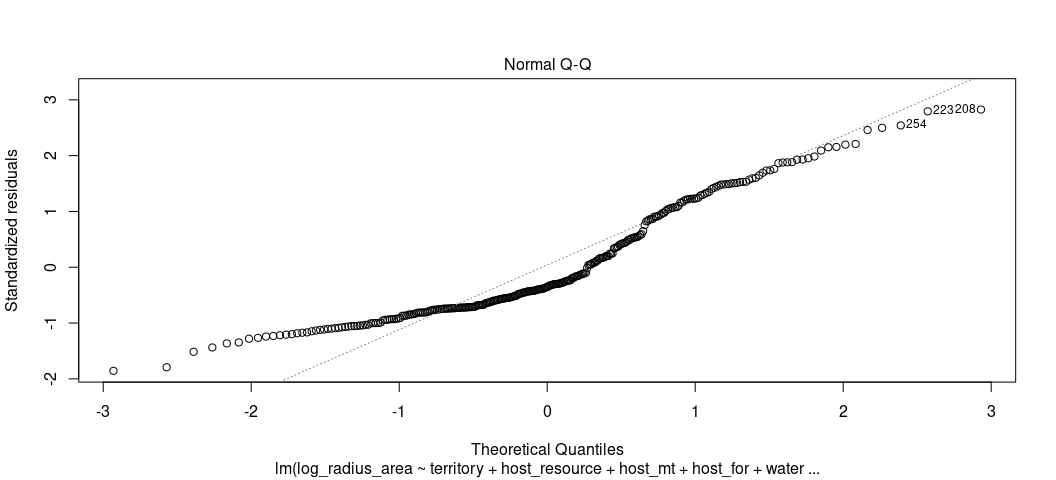 Normal Q-Q
Standardized residuals
3
2
1
0
-1
-2
223 208
254
-3 -2 -1 0 1 2 3
Theoretical Quantiles
lm(log_radius_area ~ territory + host_resource + host_mt + host_for + water ...